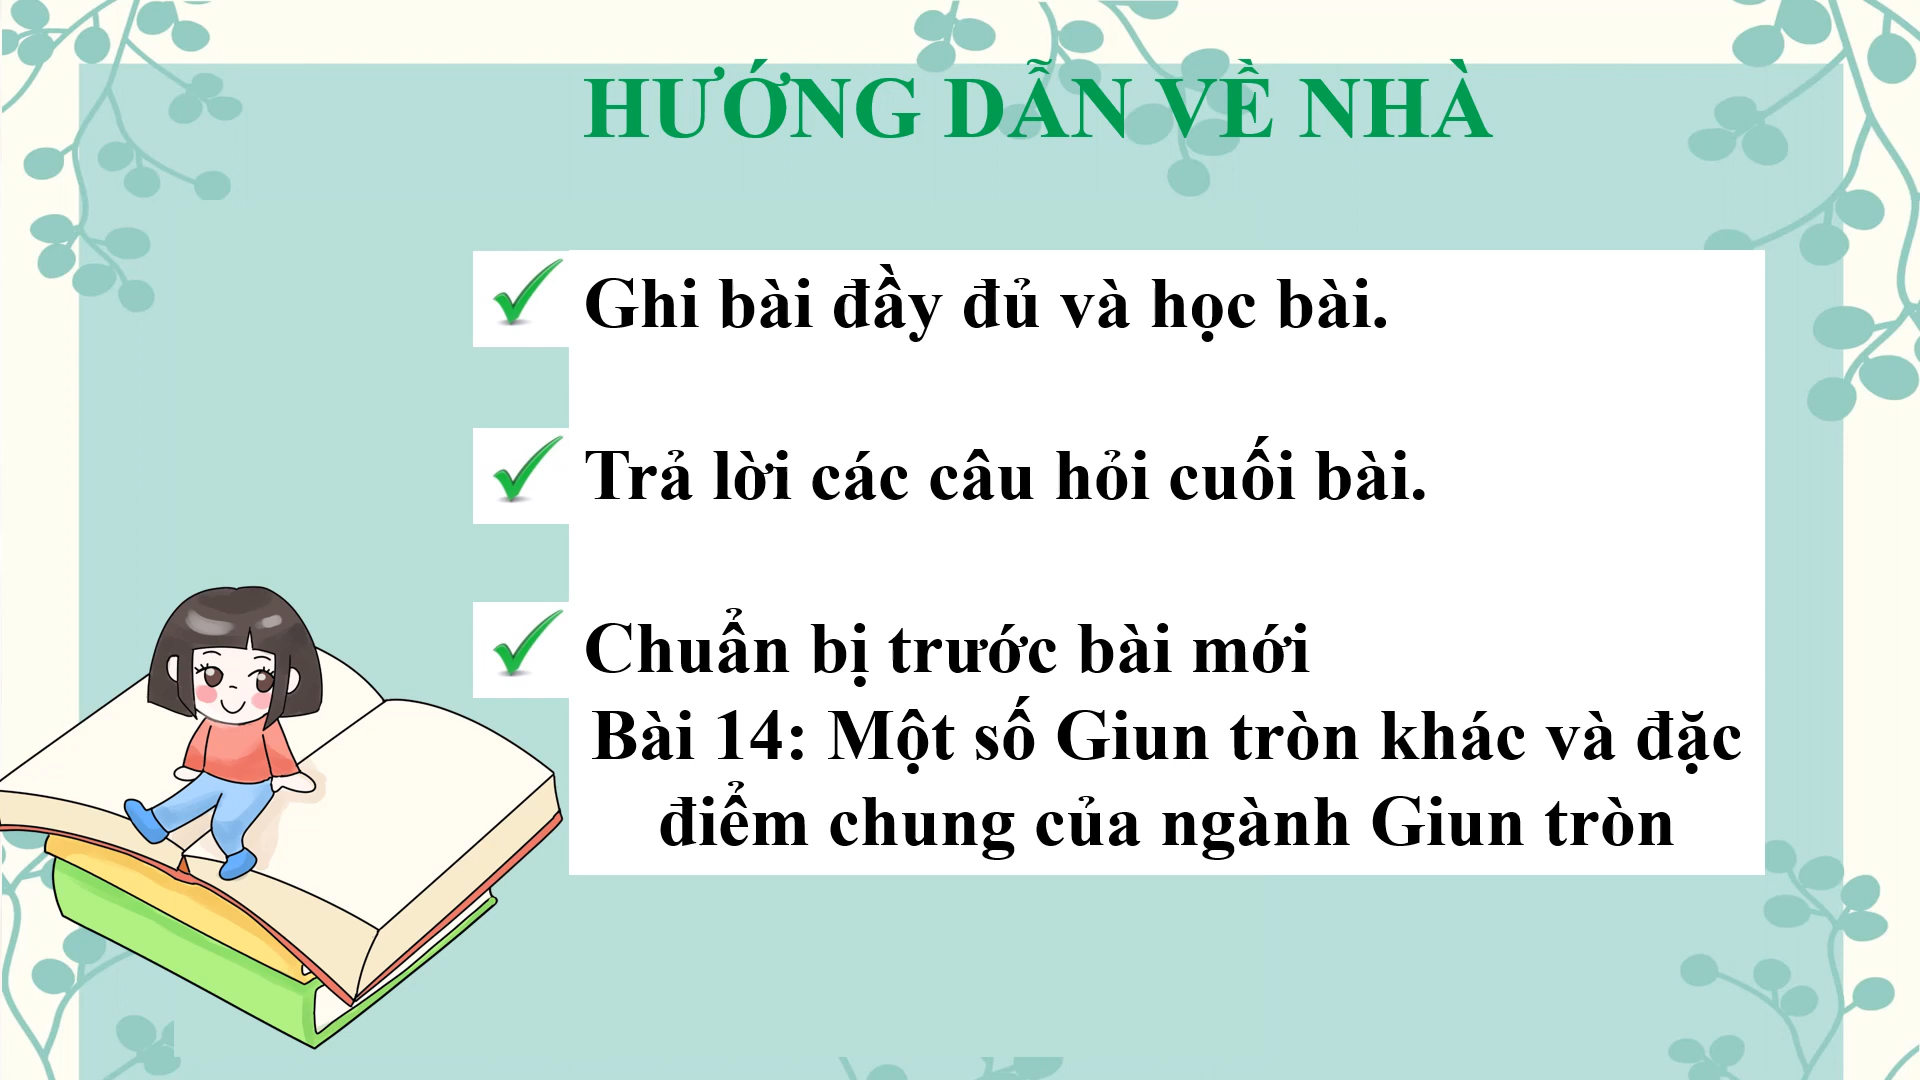 HƯỚNG DẪN VỀ NHÀ
Ghi bài đầy đủ và học bài.
Trả lời các câu hỏi cuối bài.
Chuẩn bị trước bài mới
Bài 14: Một số Giun tròn khác và đặc
điểm chung của ngành Giun tròn